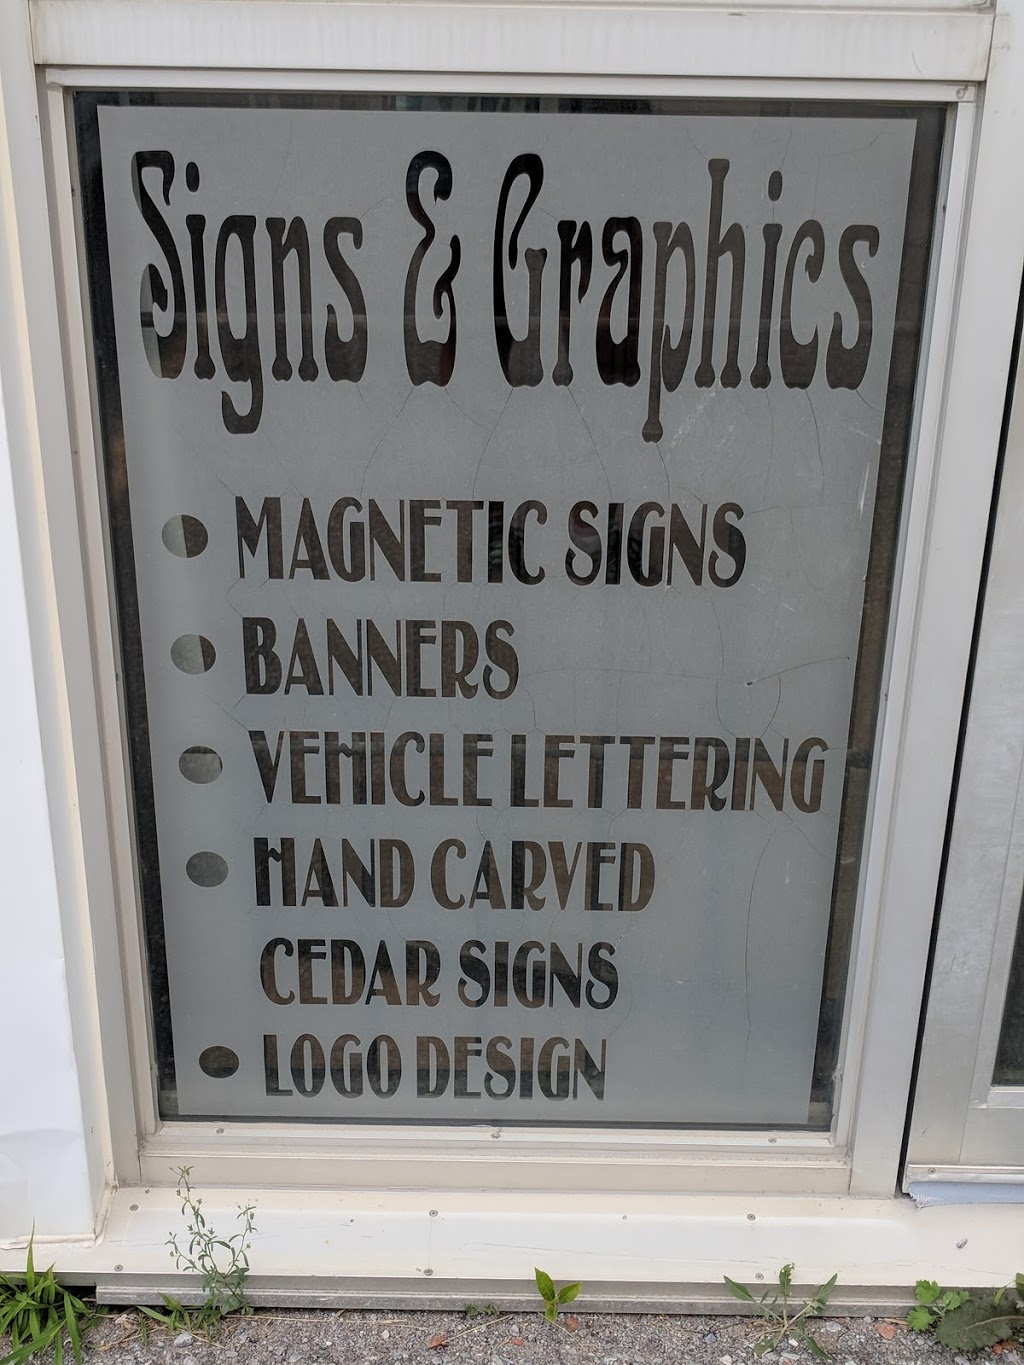 Signs & Graphics
• MAGNETIC SIGNS
• BANNERS
• VEHICLE LETTERING
• HAND CARVED
CEDAR SIGNS
• LOGO DESIGN